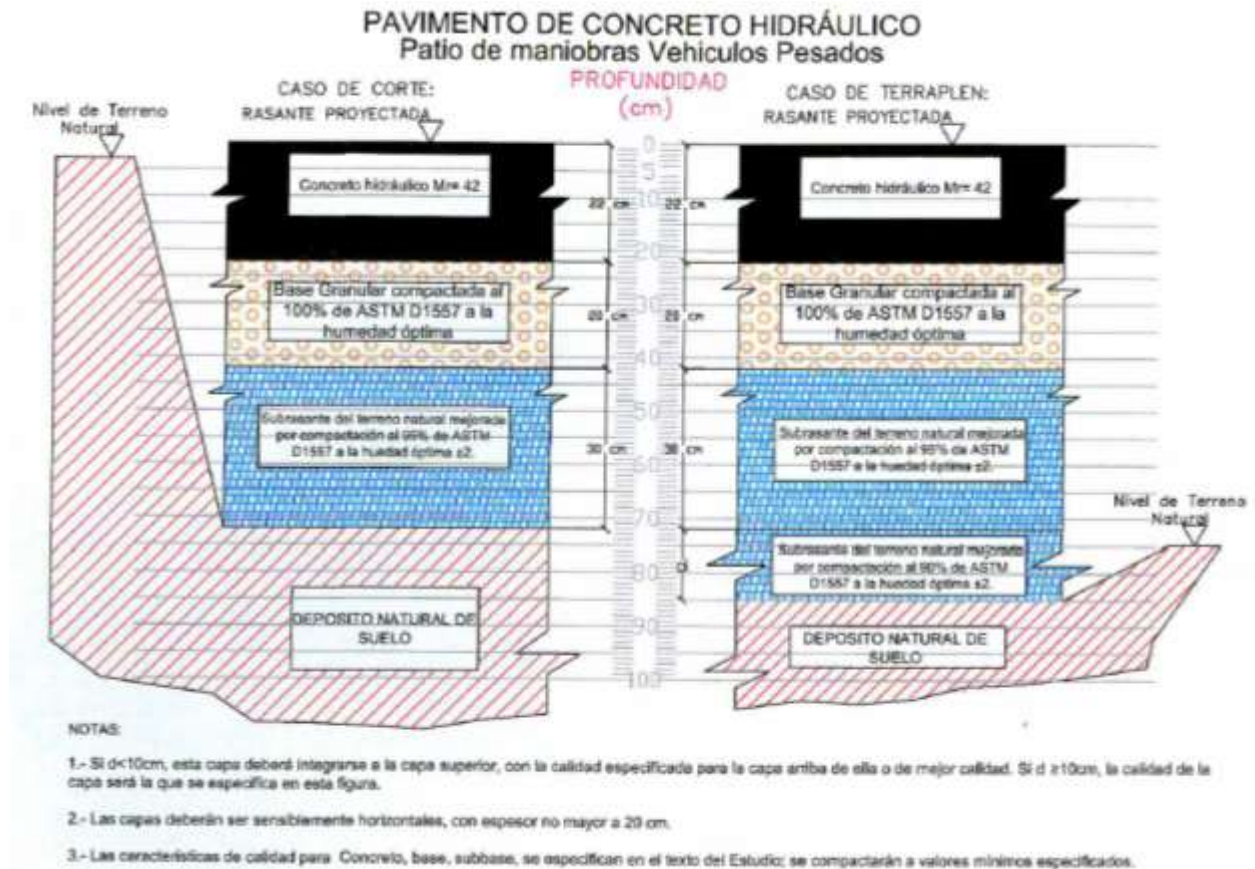 PAVIMENTO DE CONCRETO HIDRÁULICO
Patio de maniobras Vehiculos Pesados
PROFUNDIDAD
(cm)
CASO DE CORTE:
RASANTE PROYECTADA
Nivel de Terreno
Natural
CASO DE TERRAPLEN:
RASANTE PROYECTADA
Concreto hidráulico Mr= 42
Base Granular compactada al
100% de ASTM D1557 a la
humedad óptima
Subrasante del terreno natural mejorada
por compactación al 95% de ASTM
D1557 a la huedad óptima ±2.
DEPOSITO NATURAL DE
SUELO
22 cm
20 cm
30 cm
0
5
10
20
30
40
50
60
70
80
90
100
22 cm
20 cm
30 cm
Concreto hidráulico Mr= 42
Base Granular compactada al
100% de ASTM D1557 a la
humedad óptima
Subrasante del terreno natural mejorada
por compactación al 95% de ASTM
D1557 a la huedad óptima ±2.
Subrasante del terreno natural mejorada
por compactación al 90% de ASTM
D1557 a la huedad óptima ±2.
DEPOSITO NATURAL DE
SUELO
Nivel de Terreno
Natural
NOTAS:
1.- Si d<10cm, esta capa deberá integrarse a la capa superior, con la calidad especificada para la capa arriba de ella o de mejor calidad. Si d ≥10cm, la calidad de la
capa será la que se especifica en esta figura.
2.- Las capas deberán ser sensiblemente horizontales, con espesor no mayor a 20 cm.
3.- Las características de calidad para Concreto, base, subbase, se especifican en el texto del Estudio; se compactarán a valores mínimos especificados.